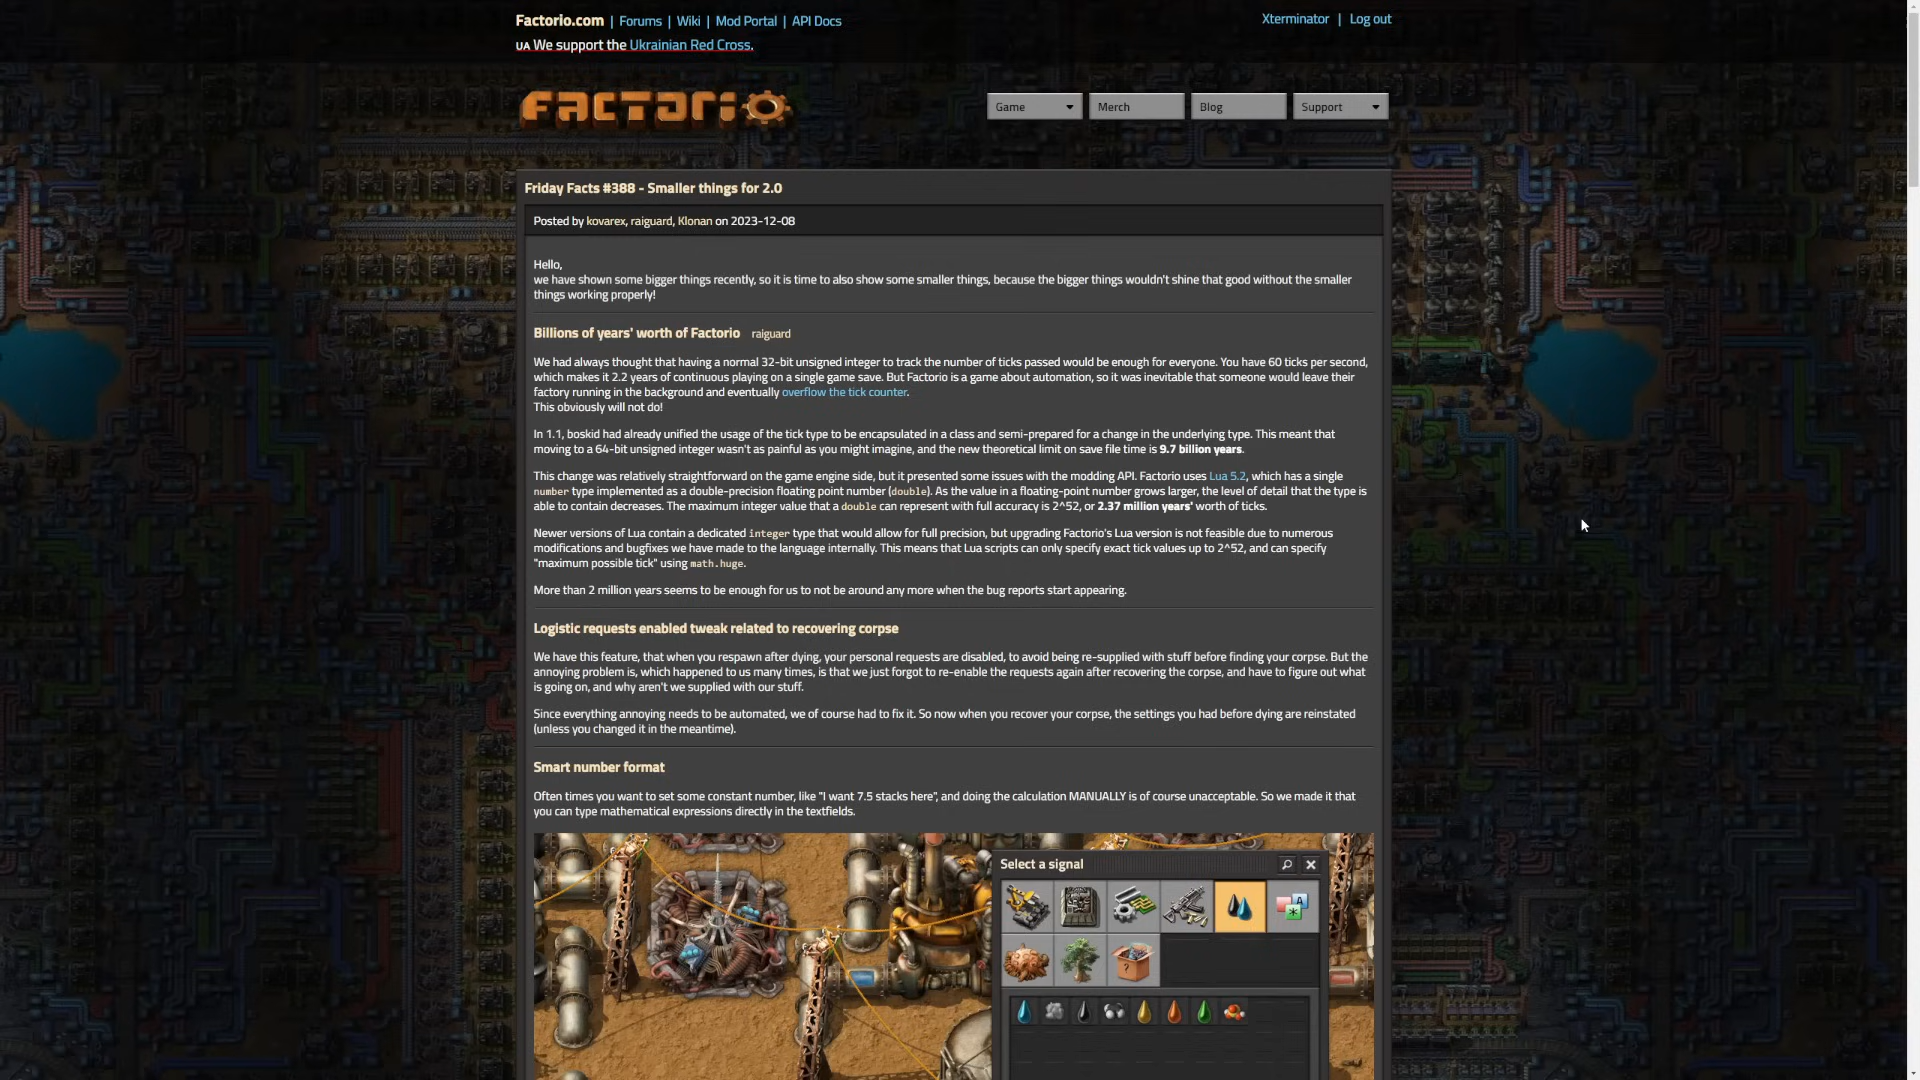 Factorio.com | Forums | Wiki | Mod Portal | API Docs
Xterminator | Log out
UA We support the Ukrainian Red Cross.
FACTORIO
Game
Merch
Blog
Support
Friday Facts #388 - Smaller things for 2.0
Posted by kovarex, raiguard, Klonan on 2023-12-08
Hello,
we have shown some bigger things recently, so it is time to also show some smaller things, because the bigger things wouldn't shine that good without the smaller
things working properly!
Billions of years' worth of Factorio raiguard
We had always thought that having a normal 32-bit unsigned integer to track the number of ticks passed would be enough for everyone. You have 60 ticks per second,
which makes it 2.2 years of continuous playing on a single game save. But Factorio is a game about automation, so it was inevitable that someone would leave their
factory running in the background and eventually overflow the tick counter.
This obviously will not do!
In 1.1, boskid had already unified the usage of the tick type to be encapsulated in a class and semi-prepared for a change in the underlying type. This meant that
moving to a 64-bit unsigned integer wasn't as painful as you might imagine, and the new theoretical limit on save file time is 9.7 billion years.
This change was relatively straightforward on the game engine side, but it presented some issues with the modding API. Factorio uses Lua 5.2, which has a single
number type implemented as a double-precision floating point number (double). As the value in a floating-point number grows larger, the level of detail that the type is
able to contain decreases. The maximum integer value that a double can represent with full accuracy is 2^52, or 2.37 million years' worth of ticks.
Newer versions of Lua contain a dedicated integer type that would allow for full precision, but upgrading Factorio's Lua version is not feasible due to numerous
modifications and bugfixes we have made to the language internally. This means that Lua scripts can only specify exact tick values up to 2^52, and can specify
"maximum possible tick" using math.huge.
More than 2 million years seems to be enough for us to not be around any more when the bug reports start appearing.
Logistic requests enabled tweak related to recovering corpse
We have this feature, that when you respawn after dying, your personal requests are disabled, to avoid being re-supplied with stuff before finding your corpse. But the
annoying problem is, which happened to us many times, is that we just forgot to re-enable the requests again after recovering the corpse, and have to figure out what
is going on, and why aren't we supplied with our stuff.
Since everything annoying needs to be automated, we of course had to fix it. So now when you recover your corpse, the settings you had before dying are reinstated
(unless you changed it in the meantime).
Smart number format
Often times you want to set some constant number, like "I want 7.5 stacks here", and doing the calculation MANUALLY is of course unacceptable. So we made it that
you can type mathematical expressions directly in the textfields.
Select a signal